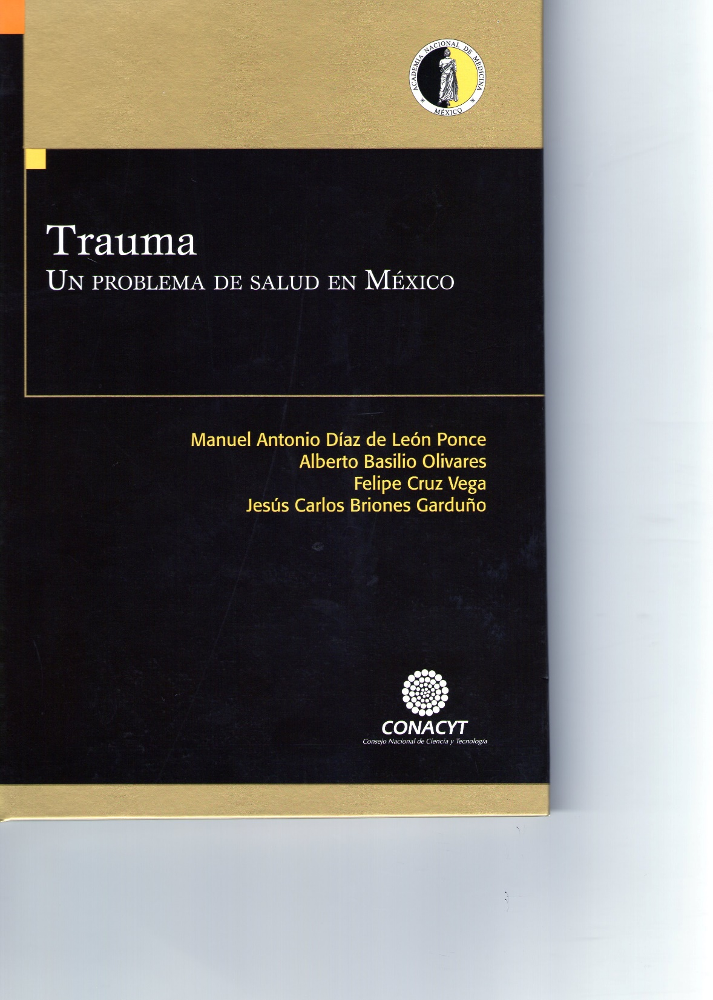 ACADEMIA NACIONAL DE MEDICINA
MÉXICO
Trauma
UN PROBLEMA DE SALUD EN MÉXICO
Manuel Antonio Díaz de León Ponce
Alberto Basilio Olivares
Felipe Cruz Vega
Jesús Carlos Briones Garduño
CONACYT
Consejo Nacional de Ciencia y Tecnología